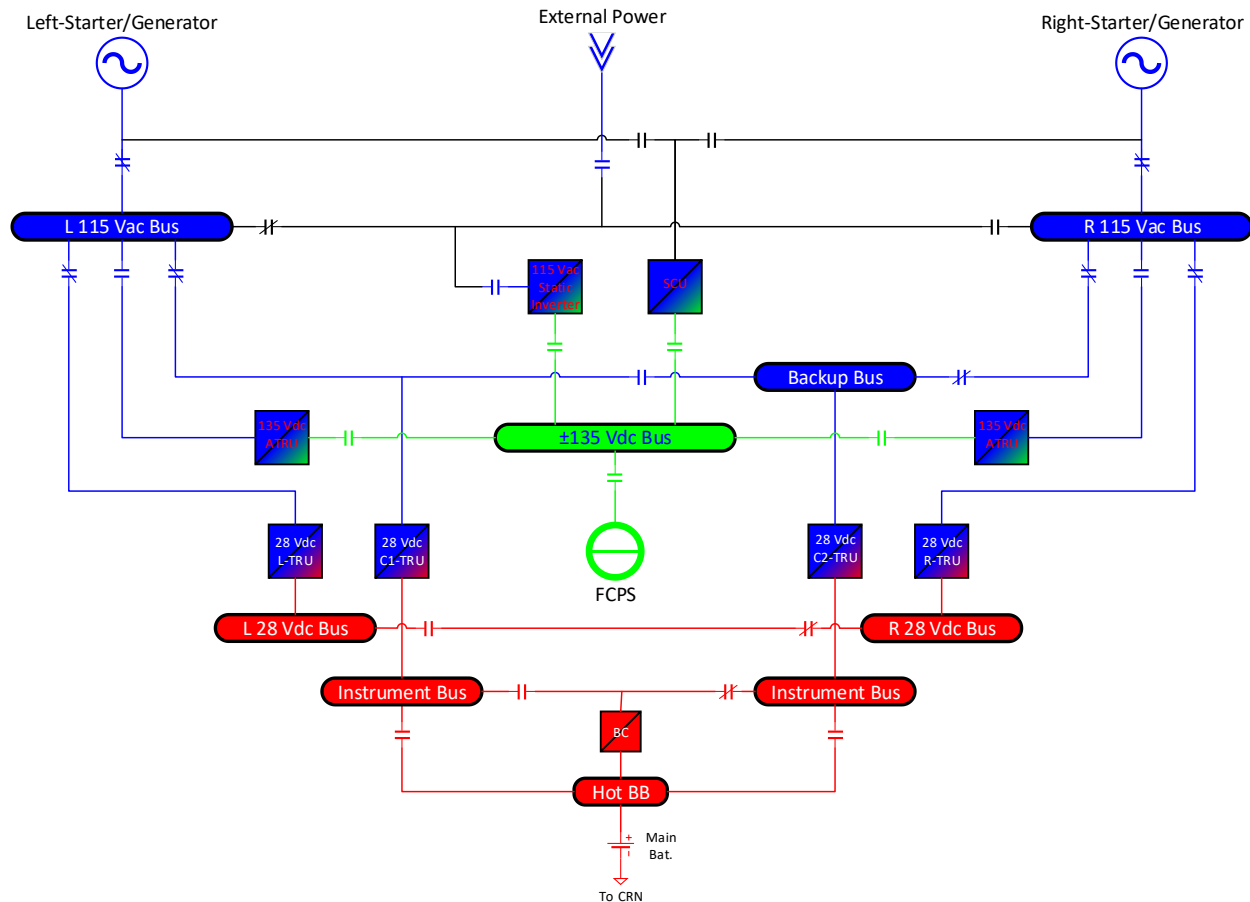 Left-Starter/Generator
External Power
Right-Starter/Generator
L 115 Vac Bus
R 115 Vac Bus
115 Vac
Static
Inverter
SCU
Backup Bus
135 Vdc
ATRU
±135 Vdc Bus
135 Vdc
ATRU
28 Vdc
L-TRU
28 Vdc
C1-TRU
28 Vdc
C2-TRU
28 Vdc
R-TRU
FCPS
L 28 Vdc Bus
R 28 Vdc Bus
Instrument Bus
Instrument Bus
BC
Hot BB
+
-
Main
Bat.
To CRN